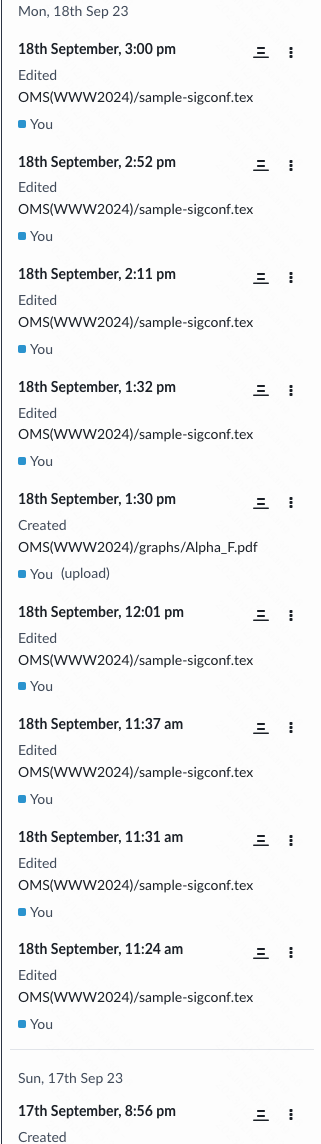 Mon, 18th Sep 23
18th September, 3:00 pm
Edited
OMS(WWW2024)/sample-sigconf.tex
You
18th September, 2:52 pm
Edited
OMS(WWW2024)/sample-sigconf.tex
You
18th September, 2:11 pm
Edited
OMS(WWW2024)/sample-sigconf.tex
You
18th September, 1:32 pm
Edited
OMS(WWW2024)/sample-sigconf.tex
You
18th September, 1:30 pm
Created
OMS(WWW2024)/graphs/Alpha_F.pdf
You (upload)
18th September, 12:01 pm
Edited
OMS(WWW2024)/sample-sigconf.tex
You
18th September, 11:37 am
Edited
OMS(WWW2024)/sample-sigconf.tex
You
18th September, 11:31 am
Edited
OMS(WWW2024)/sample-sigconf.tex
You
18th September, 11:24 am
Edited
OMS(WWW2024)/sample-sigconf.tex
You
Sun, 17th Sep 23
17th September, 8:56 pm
Created